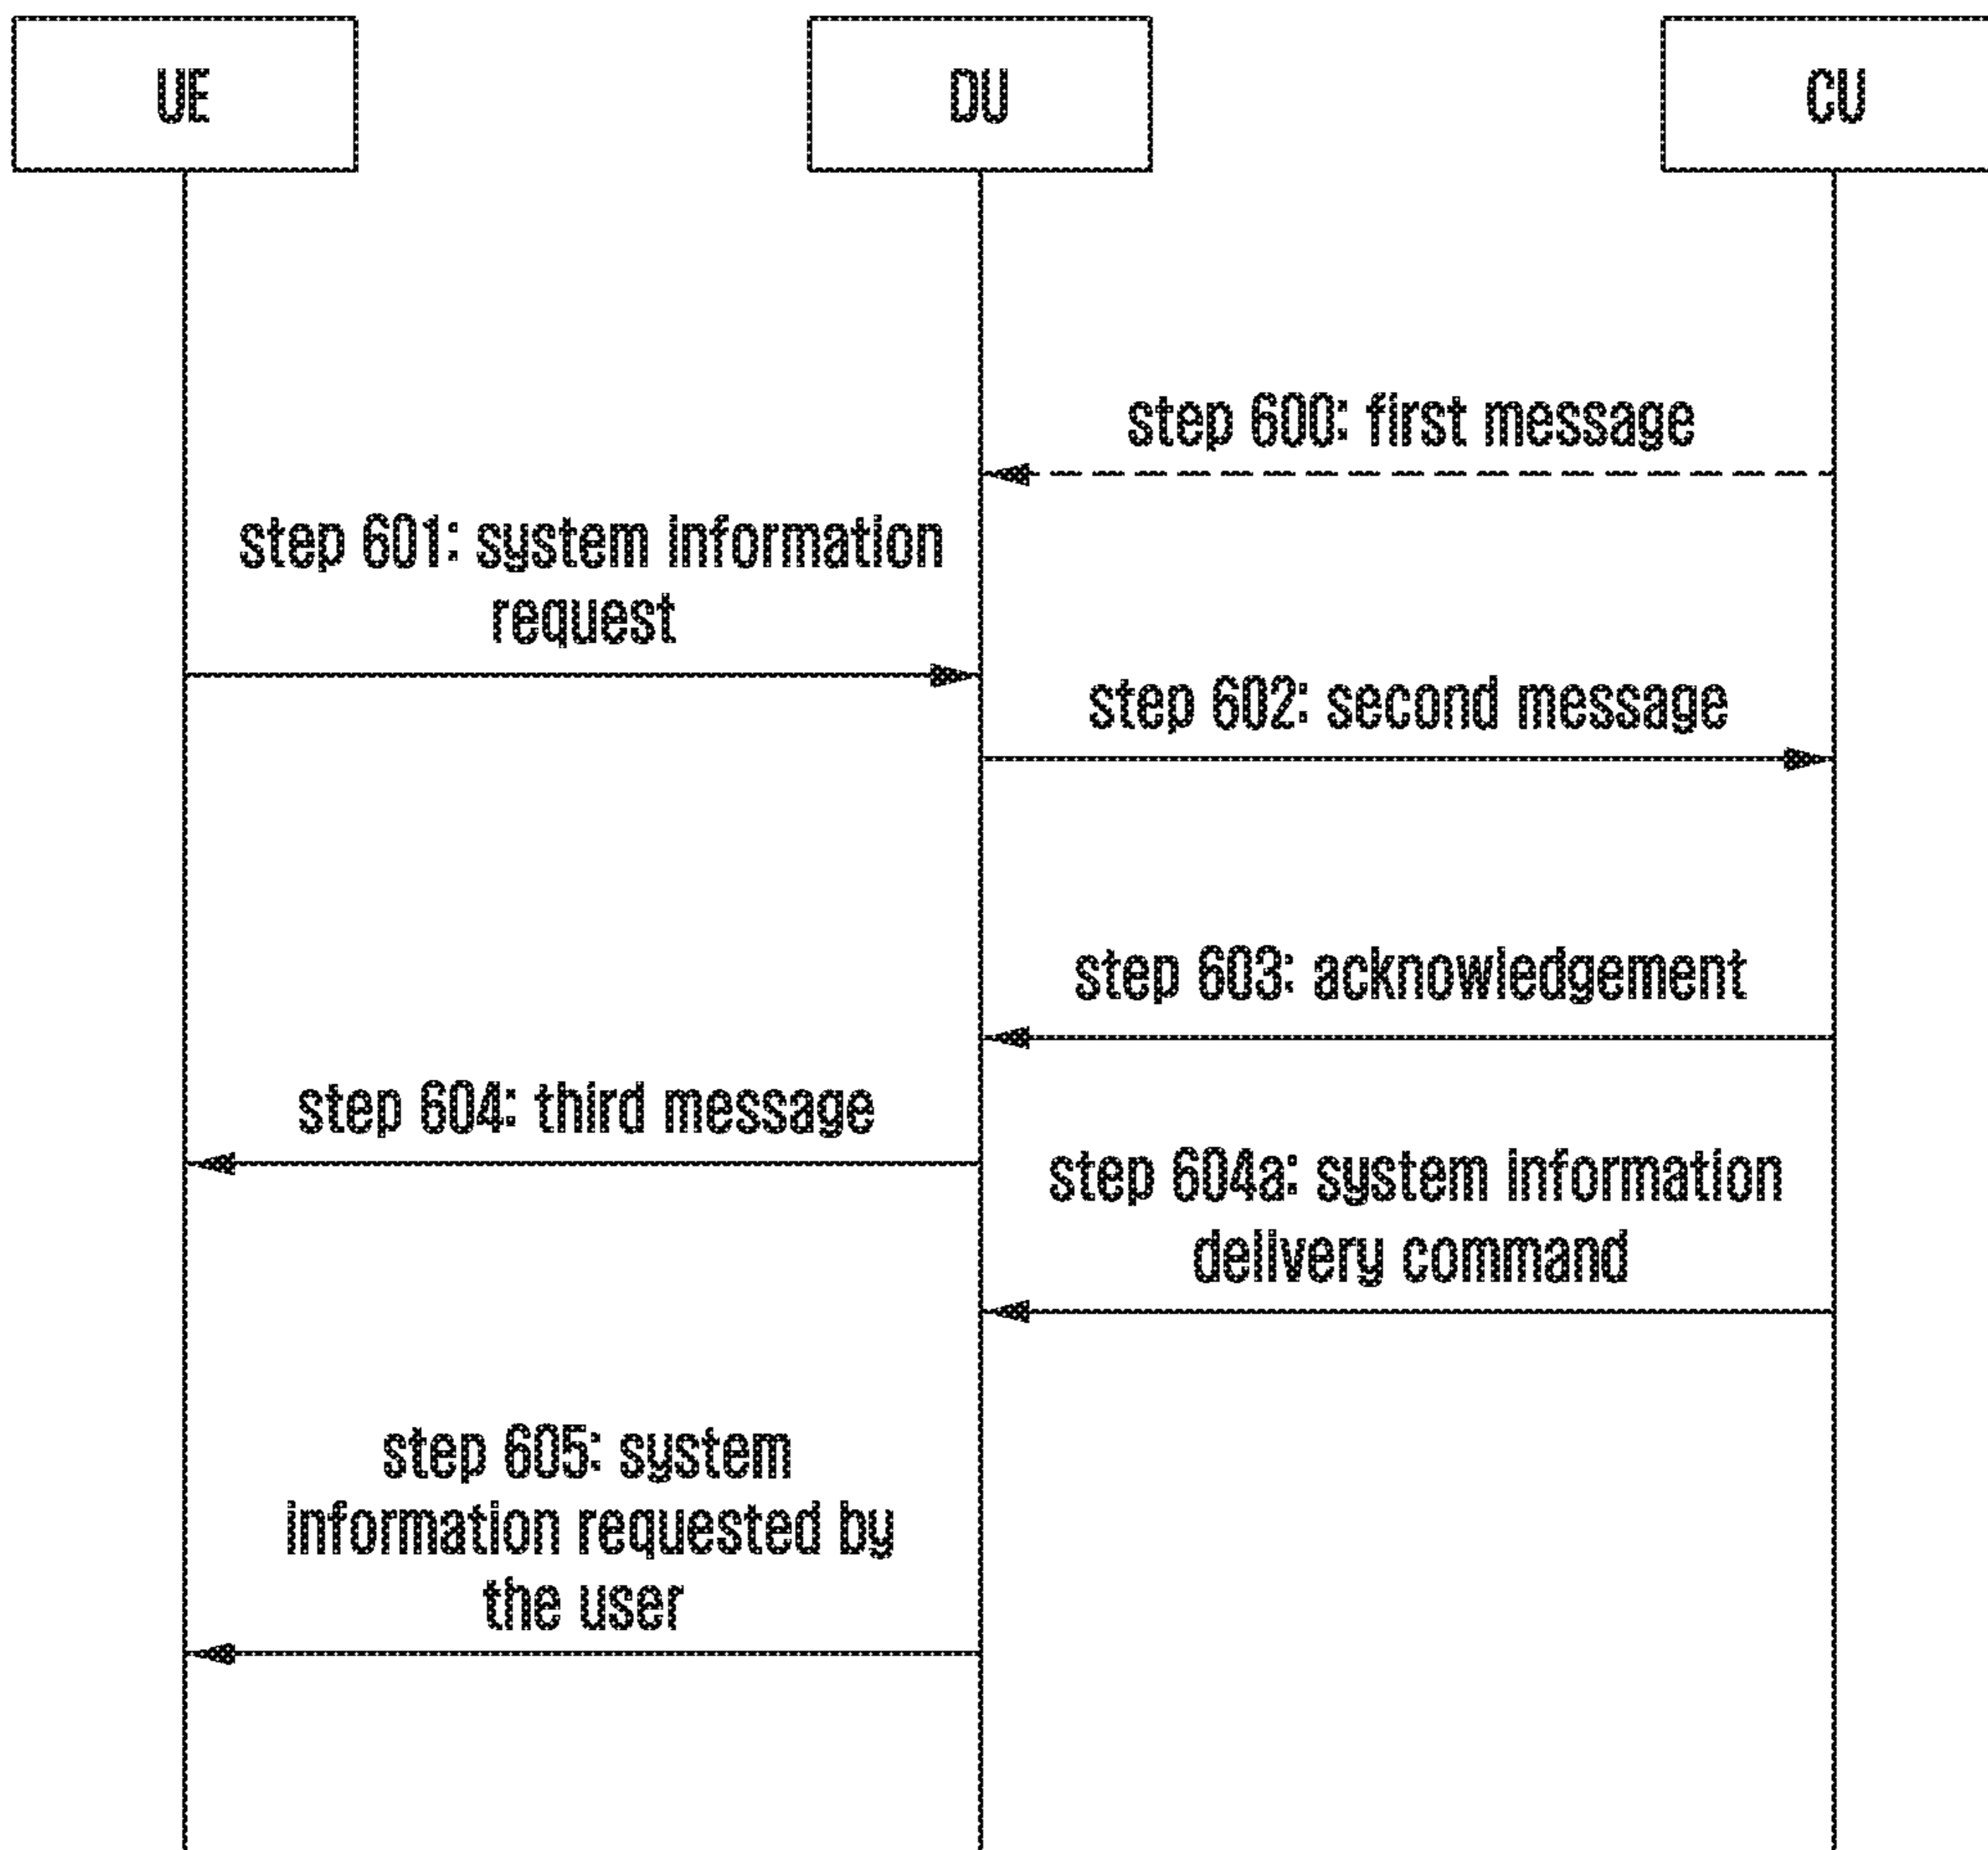 UE
DU
CU
step 600: first message
step 601: system information
request
step 602: second message
step 603: acknowledgement
step 604: third message
step 604a: system information
delivery command
step 605: system
information requested by
the user